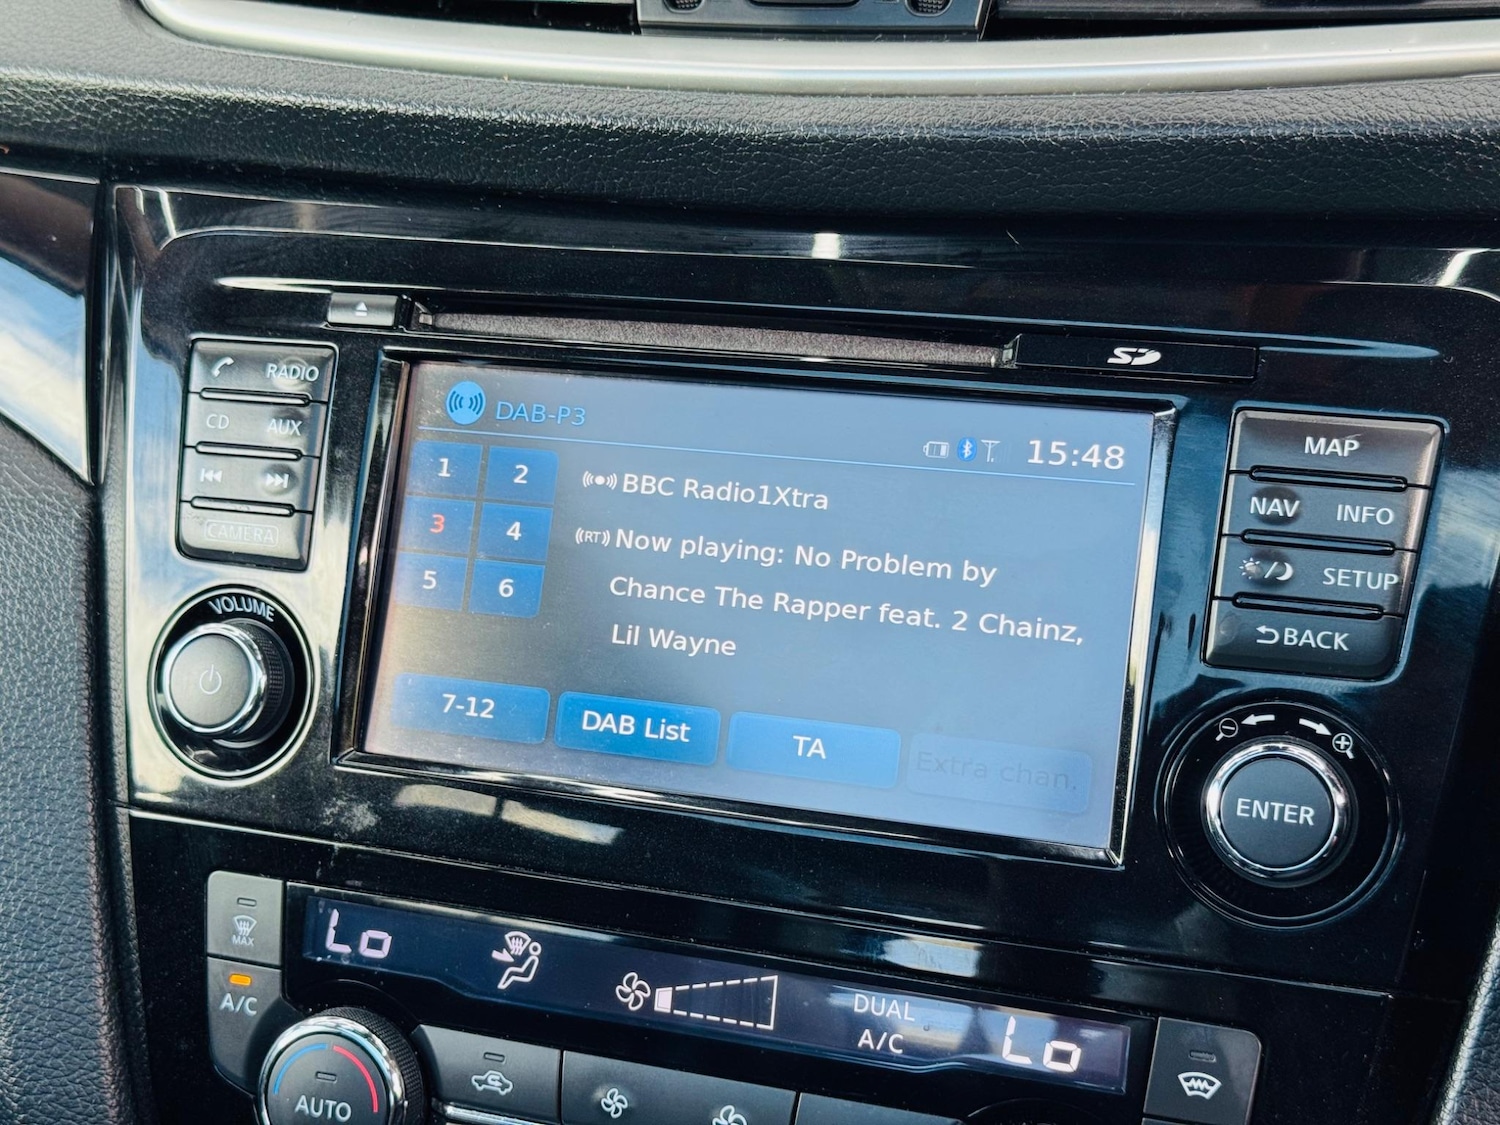 SD
RADIO
CD AUX
CAMERA
VOLUME
DAB-P3
15:48
1 2
3 4
5 6
BBC Radio1Xtra
(RT) Now playing: No Problem by
Chance The Rapper feat. 2 Chainz,
Lil Wayne
7-12
DAB List
TA
Extra chan.
MAP
NAV INFO
SETUP
BACK
ENTER
MAX
A/C
Lo
DUAL
A/C
Lo
AUTO